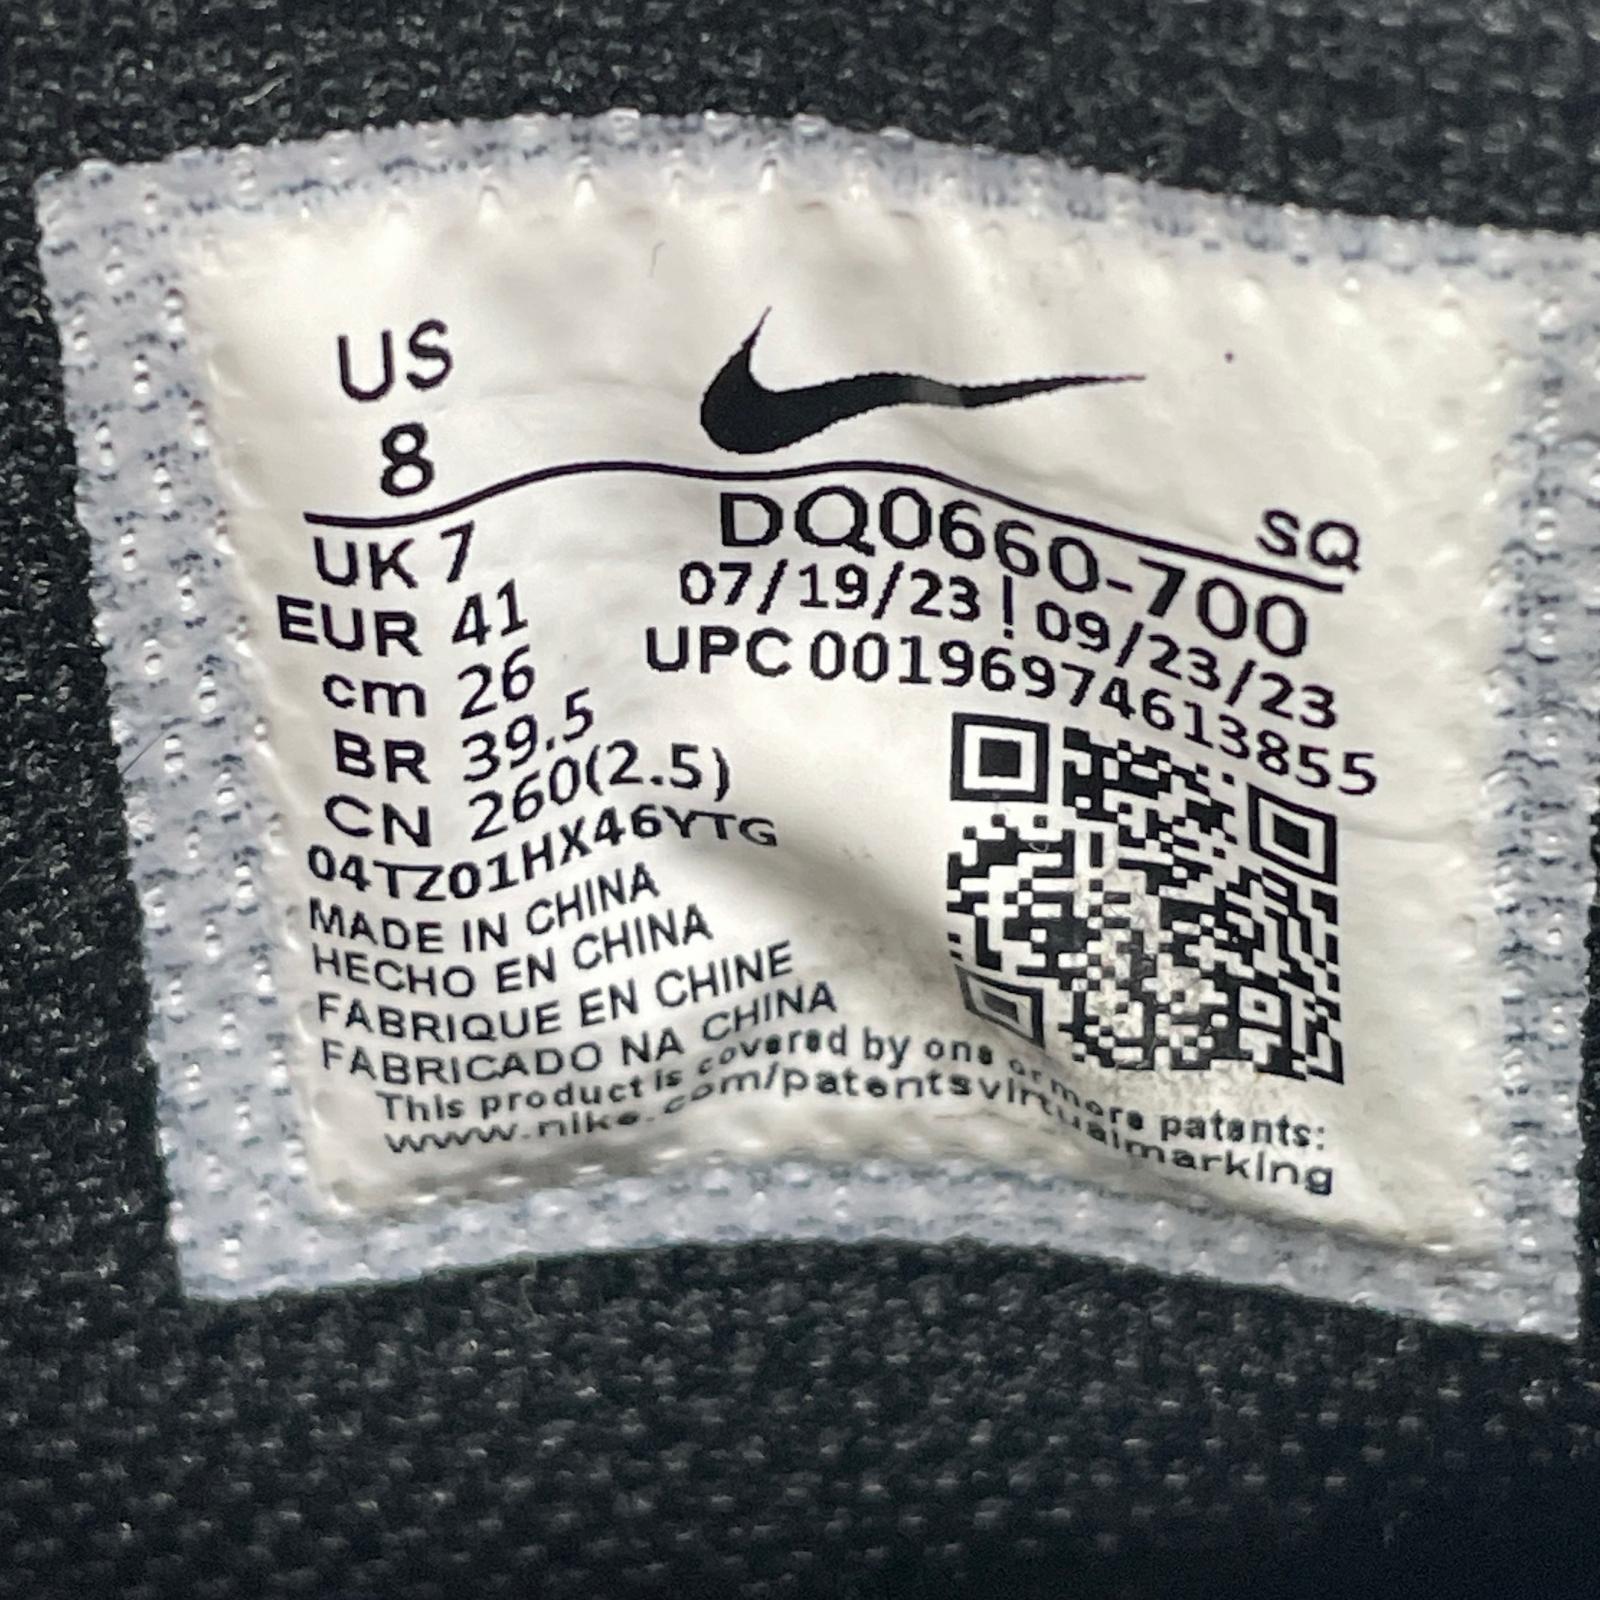 US
8
SQ
UK 7
EUR 41
cm 26
BR 39.5
CN 260(2.5)
04TZ01HX46YTG
DQ0660-700
07/19/23 ! 09/23/23
UPC 00196974613855
MADE IN CHINA
HECHO EN CHINA
FABRIQUE EN CHINE
FABRICADO NA CHINA
This product is covered by one or more patents:
www.nike.com/patentsvirtualmarking